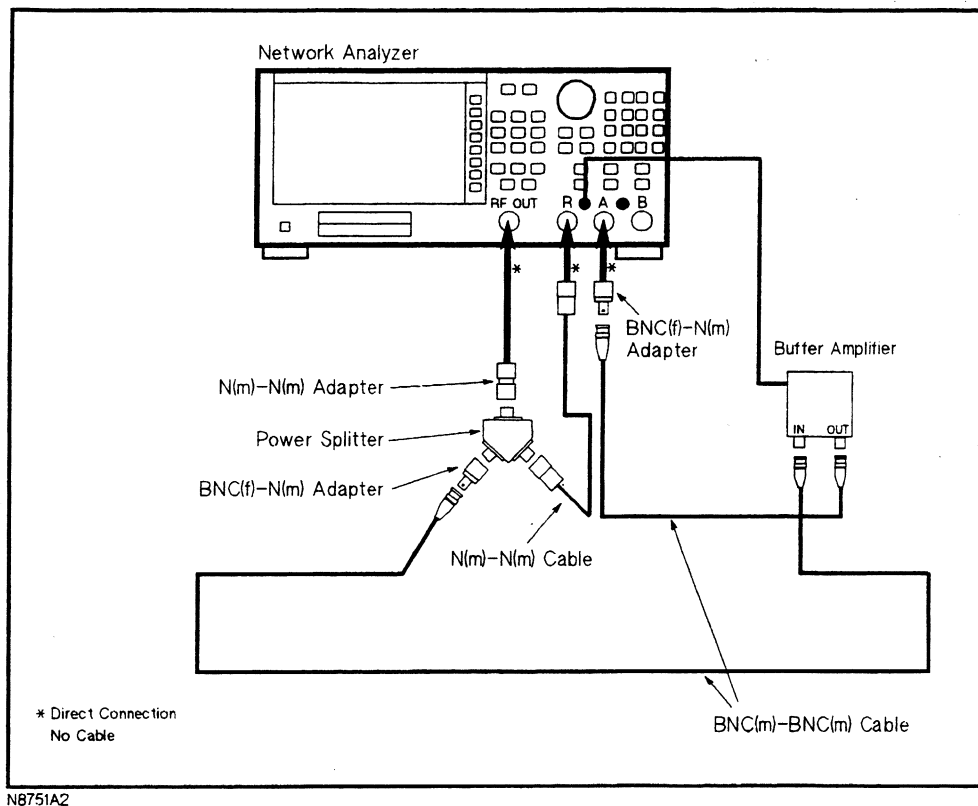 Network Analyzer
RF OUT R A B
*
*
*
BNC(f)-N(m)
Adapter
Buffer Amplifier
N(m)-N(m) Adapter
IN OUT
Power Splitter
BNC(f)-N(m) Adapter
N(m)-N(m) Cable
* Direct Connection
No Cable
BNC(m)-BNC(m) Cable
N8751A2